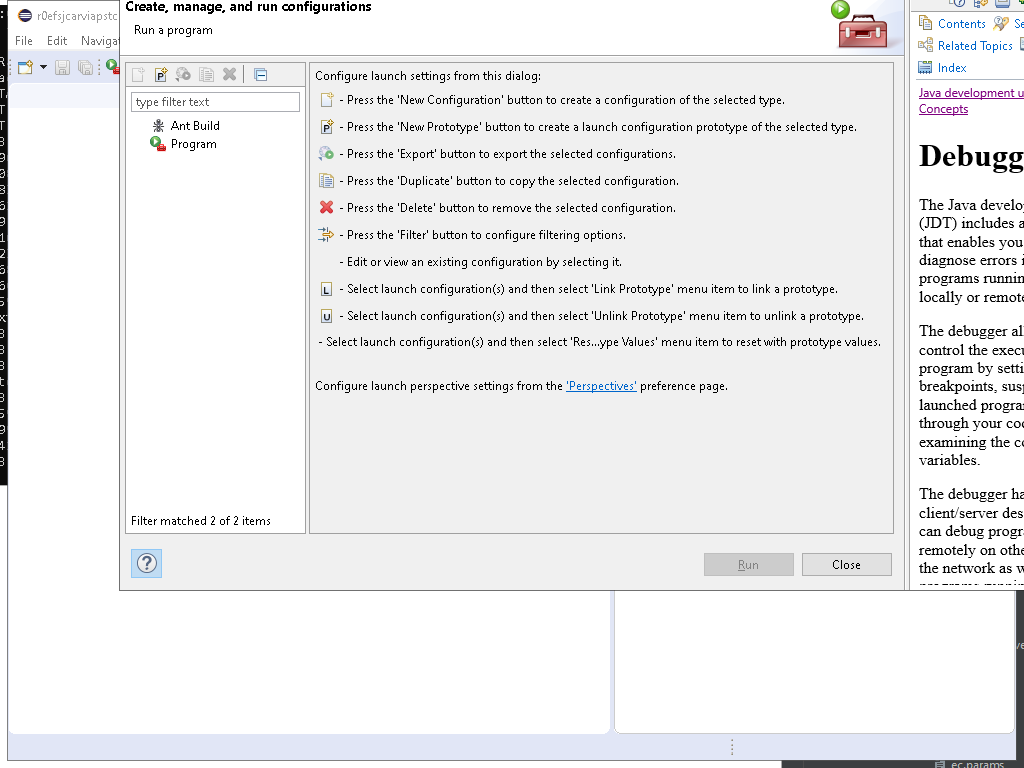 r0efsjcarviapstc
File Edit Naviga
Create, manage, and run configurations
Run a program
type filter text
Ant Build
Program
Filter matched 2 of 2 items
Configure launch settings from this dialog:
- Press the 'New Configuration' button to create a configuration of the selected type.
- Press the 'New Prototype' button to create a launch configuration prototype of the selected type.
- Press the 'Export' button to export the selected configurations.
- Press the 'Duplicate' button to copy the selected configuration.
- Press the 'Delete' button to remove the selected configuration.
- Press the 'Filter' button to configure filtering options.
- Edit or view an existing configuration by selecting it.
- Select launch configuration(s) and then select 'Link Prototype' menu item to link a prototype.
- Select launch configuration(s) and then select 'Unlink Prototype' menu item to unlink a prototype.
- Select launch configuration(s) and then select 'Res...ype Values' menu item to reset with prototype values.
Configure launch perspective settings from the 'Perspectives' preference page.
Run Close
Contents Se
Related Topics
Index
Java development u
Concepts
Debugg
The Java develo
(JDT) includes a
that enables you
diagnose errors i
programs runnin
locally or remote
The debugger all
control the execu
program by setti
breakpoints, sus
launched program
through your cod
examining the co
variables.
The debugger ha
client/server des
can debug progra
remotely on othe
the network as w
ec.params